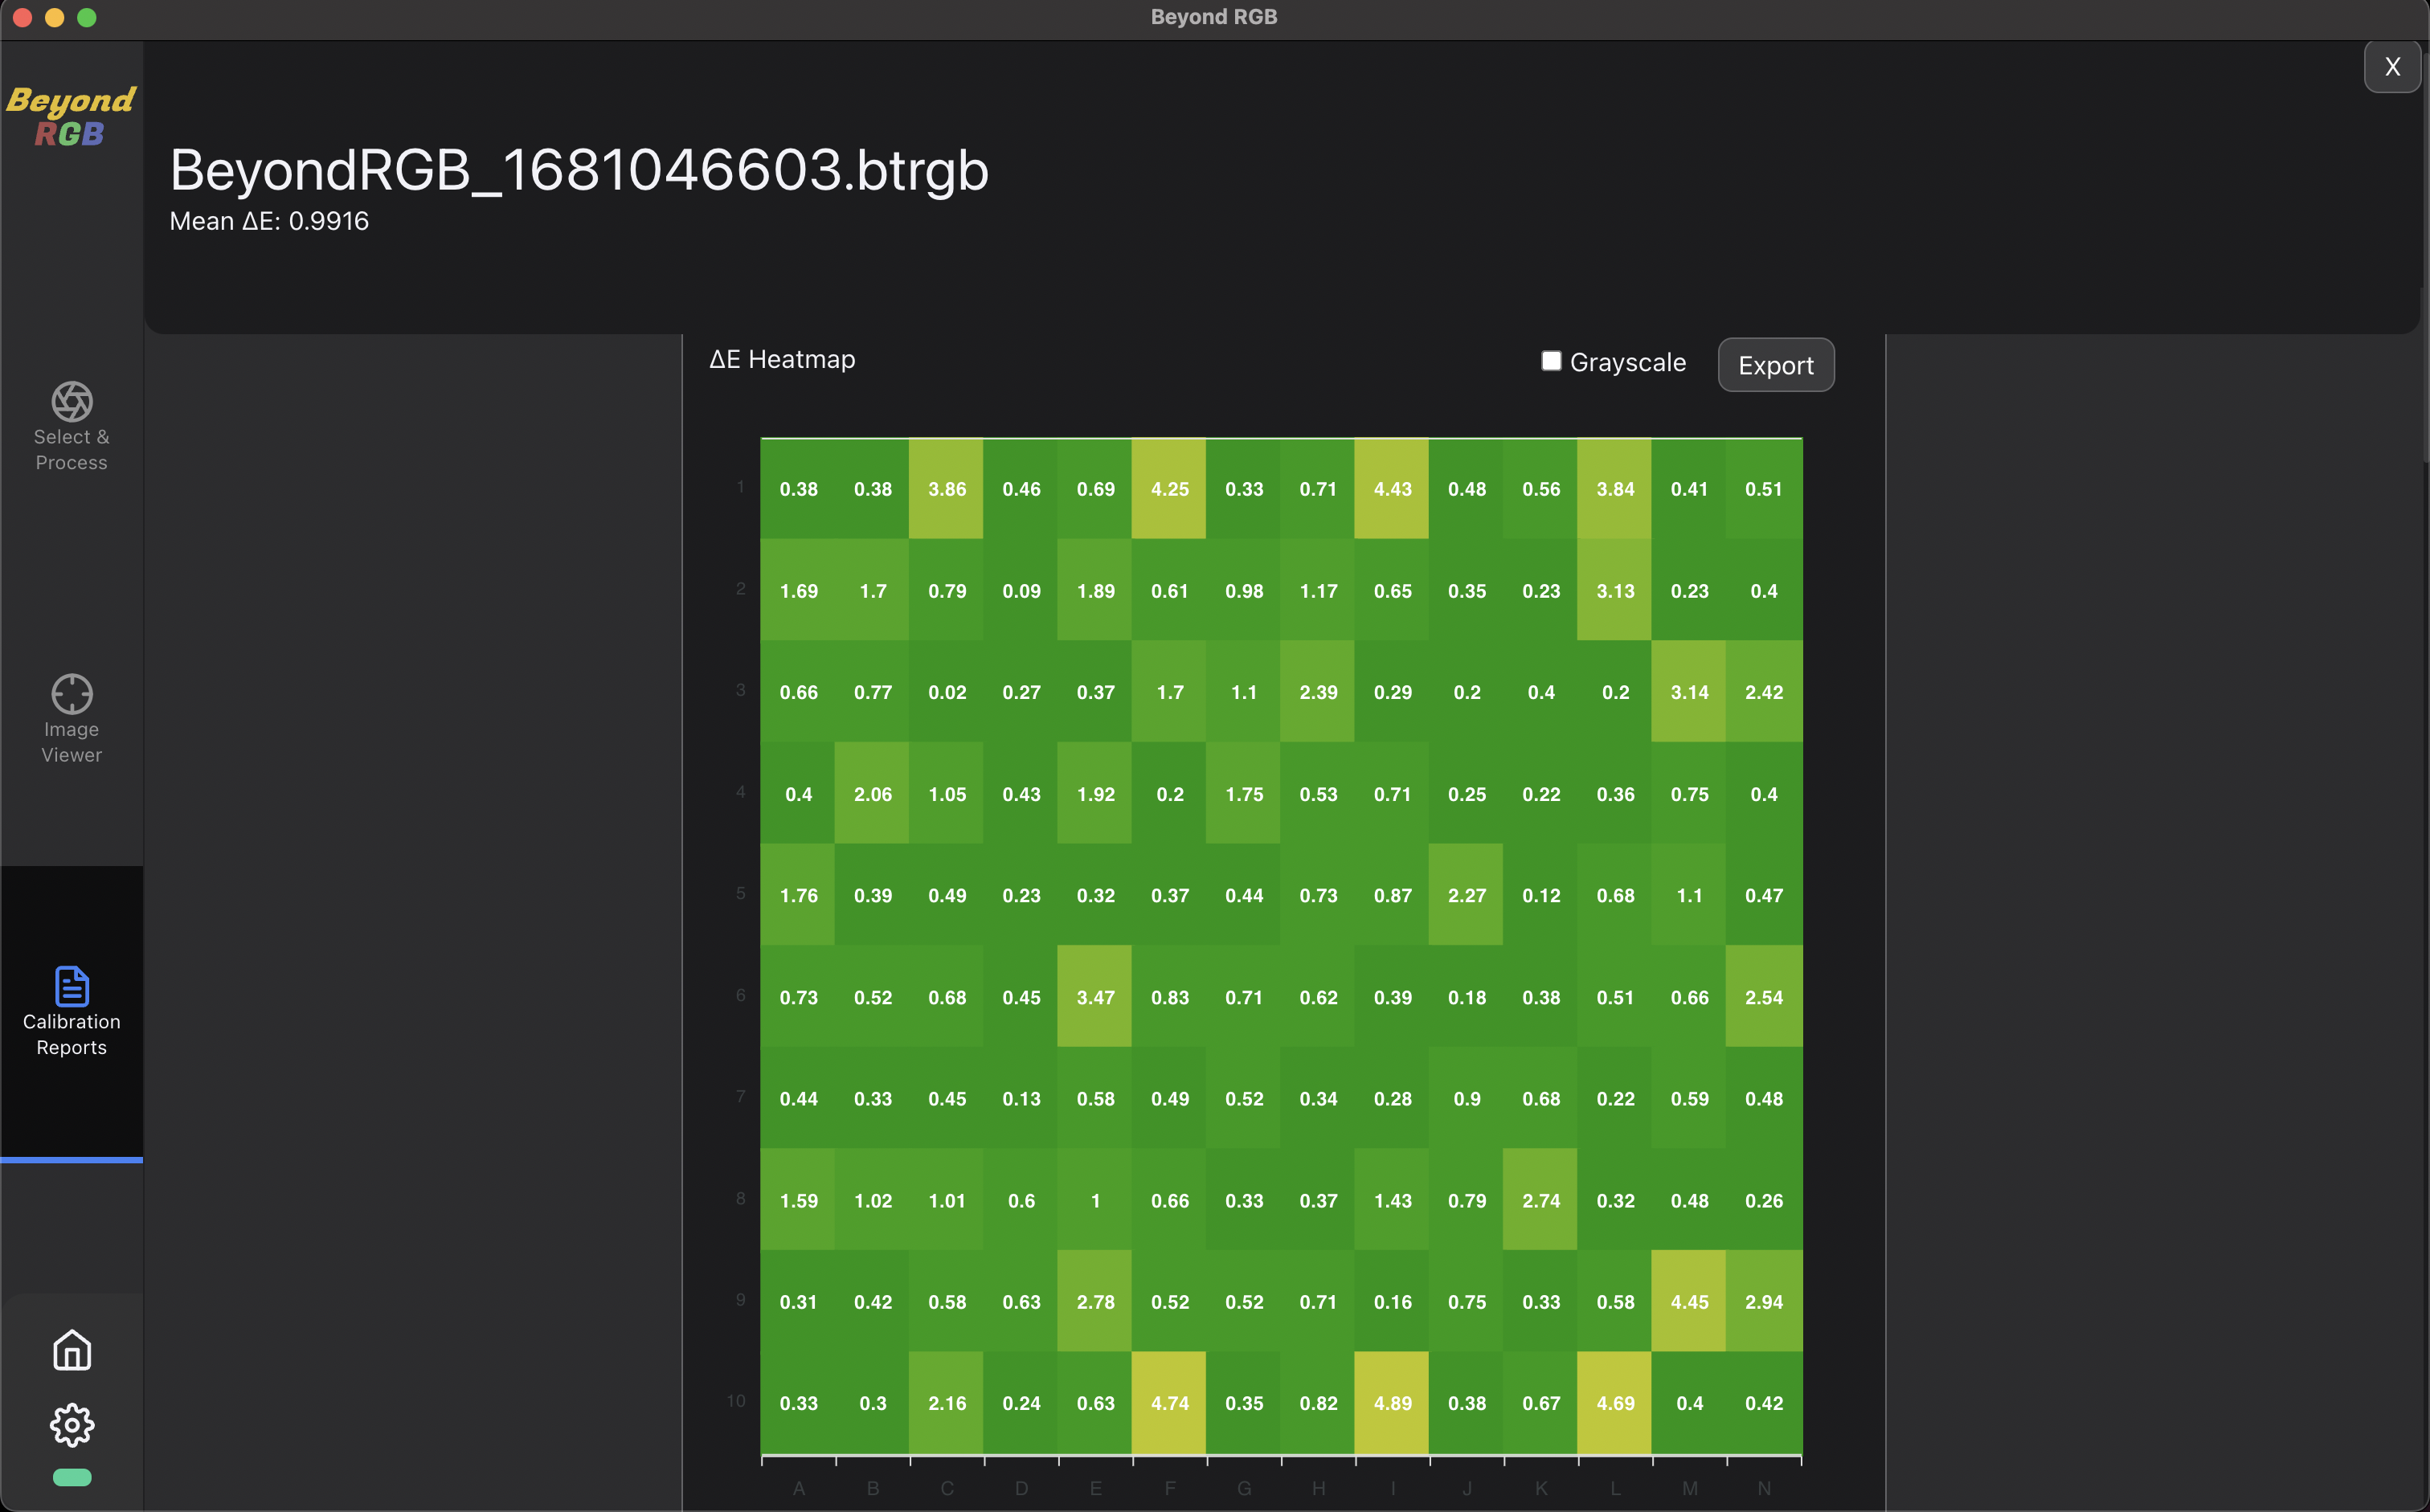 Beyond RGB
X
Beyond
RGB
BeyondRGB_1681046603.btrgb
Mean ΔE: 0.9916
Select &
Process
Image
Viewer
Calibration
Reports
ΔE Heatmap
Grayscale
Export
1 0.38 0.38 3.86 0.46 0.69 4.25 0.33 0.71 4.43 0.48 0.56 3.84 0.41 0.51
2 1.69 1.7 0.79 0.09 1.89 0.61 0.98 1.17 0.65 0.35 0.23 3.13 0.23 0.4
3 0.66 0.77 0.02 0.27 0.37 1.7 1.1 2.39 0.29 0.2 0.4 0.2 3.14 2.42
4 0.4 2.06 1.05 0.43 1.92 0.2 1.75 0.53 0.71 0.25 0.22 0.36 0.75 0.4
5 1.76 0.39 0.49 0.23 0.32 0.37 0.44 0.73 0.87 2.27 0.12 0.68 1.1 0.47
6 0.73 0.52 0.68 0.45 3.47 0.83 0.71 0.62 0.39 0.18 0.38 0.51 0.66 2.54
7 0.44 0.33 0.45 0.13 0.58 0.49 0.52 0.34 0.28 0.9 0.68 0.22 0.59 0.48
8 1.59 1.02 1.01 0.6 1 0.66 0.33 0.37 1.43 0.79 2.74 0.32 0.48 0.26
9 0.31 0.42 0.58 0.63 2.78 0.52 0.52 0.71 0.16 0.75 0.33 0.58 4.45 2.94
10 0.33 0.3 2.16 0.24 0.63 4.74 0.35 0.82 4.89 0.38 0.67 4.69 0.4 0.42
A B C D E F G H I J K L M N